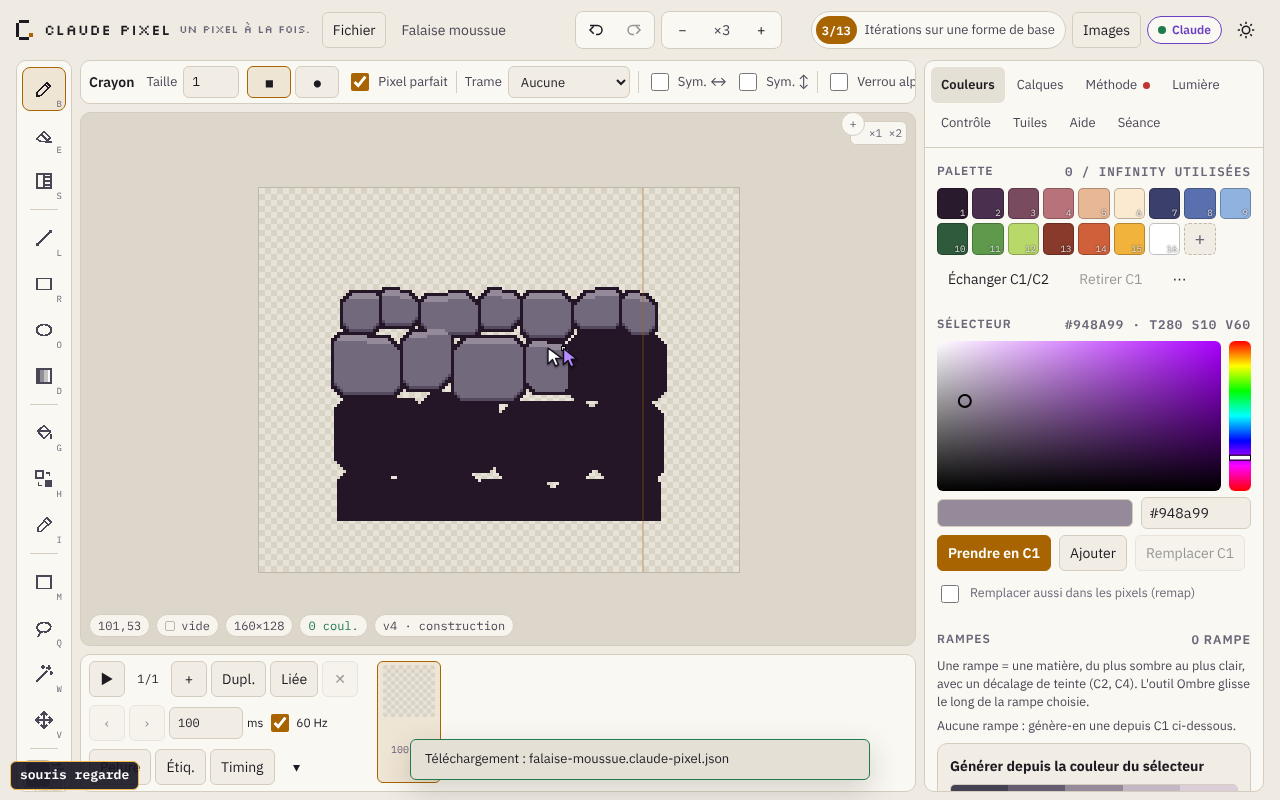 CLAUDE PIXEL UN PIXEL À LA FOIS. Fichier Falaise moussue − ×3 + 3/13 Itérations sur une forme de base Images Claude
Crayon Taille 1 Pixel parfait Trame Aucune Sym. ↔ Sym. ↕ Verrou alp
B
E
S
L
R
O
D
G
H
I
M
Q
W
V
+ ×1 ×2
101,53 vide 160×128 0 coul. v4 · construction
1/1 + Dupl. Liée ×
‹ › 100 ms 60 Hz
Étiq. Timing ▼
100
Téléchargement : falaise-moussue.claude-pixel.json
souris regarde
Couleurs Calques Méthode Lumière
Contrôle Tuiles Aide Séance
PALETTE 0 / INFINITY UTILISÉES
1 2 3 4 5 6 7 8 9
10 11 12 13 14 15 16 +
Échanger C1/C2 Retirer C1 ···
SÉLECTEUR #948A99 · T280 S10 V60
#948a99
Prendre en C1 Ajouter Remplacer C1
Remplacer aussi dans les pixels (remap)
RAMPES 0 RAMPE
Une rampe = une matière, du plus sombre au plus clair,
avec un décalage de teinte (C2, C4). L'outil Ombre glisse
le long de la rampe choisie.
Aucune rampe : génère-en une depuis C1 ci-dessous.
Générer depuis la couleur du sélecteur